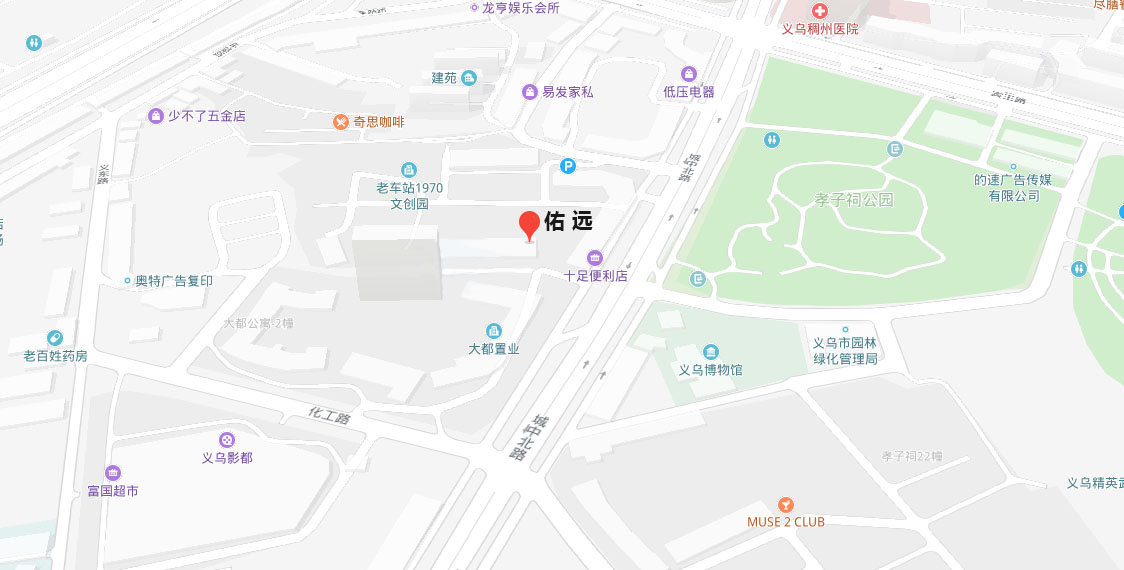 龙亨娱乐会所
义乌稠州医院
建苑
易发家私
低压电器
少不了五金店
奇思咖啡
城中北路
义东路
老车站1970
文创园
的速广告传媒
有限公司
孝子祠公园
佑 远
十足便利店
奥特广告复印
大都公寓-2幢
大都置业
义乌市园林
绿化管理局
老百姓药房
义乌博物馆
化工路
城中北路
义乌影都
孝子祠22幢
富国超市
义乌精英武
MUSE 2 CLUB
P